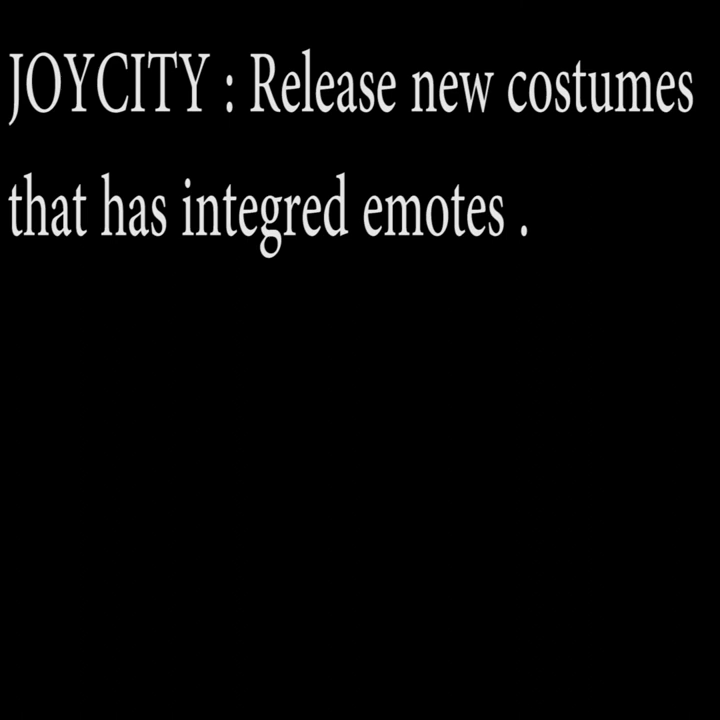 JOYCITY : Release new costumes
that has integred emotes .